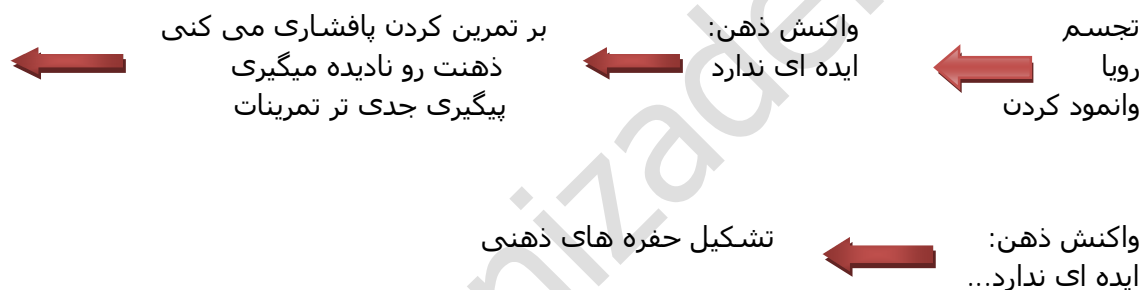 تجسم
رویا
وانمود کردن
واکنش ذهن:
ایده ای ندارد
بر تمرین کردن پافشاری می کنی
ذهنت رو نادیده میگیری
پیگیری جدی تر تمرینات
واکنش ذهن:
ایده ای ندارد...
تشکیل حفره های ذهنی
nizade